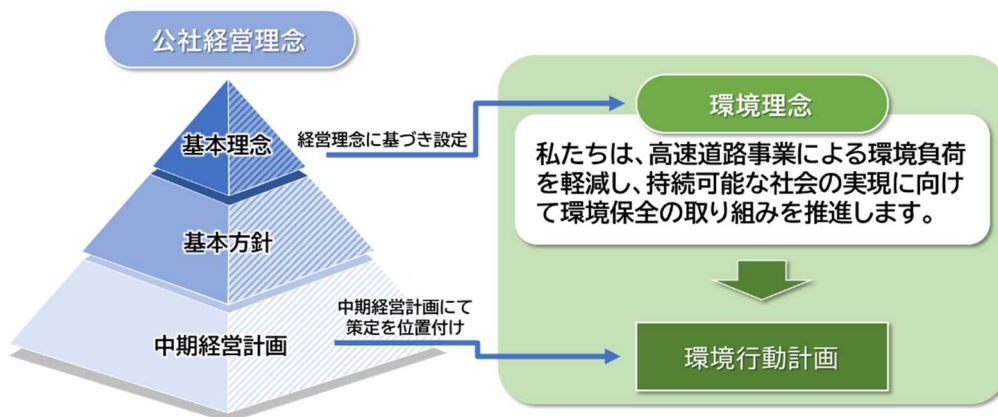 公社経営理念
基本理念
基本方針
中期経営計画
経営理念に基づき設定
中期経営計画にて
策定を位置付け
環境理念
私たちは、高速道路事業による環境負荷
を軽減し、持続可能な社会の実現に向け
て環境保全の取り組みを推進します。
環境行動計画